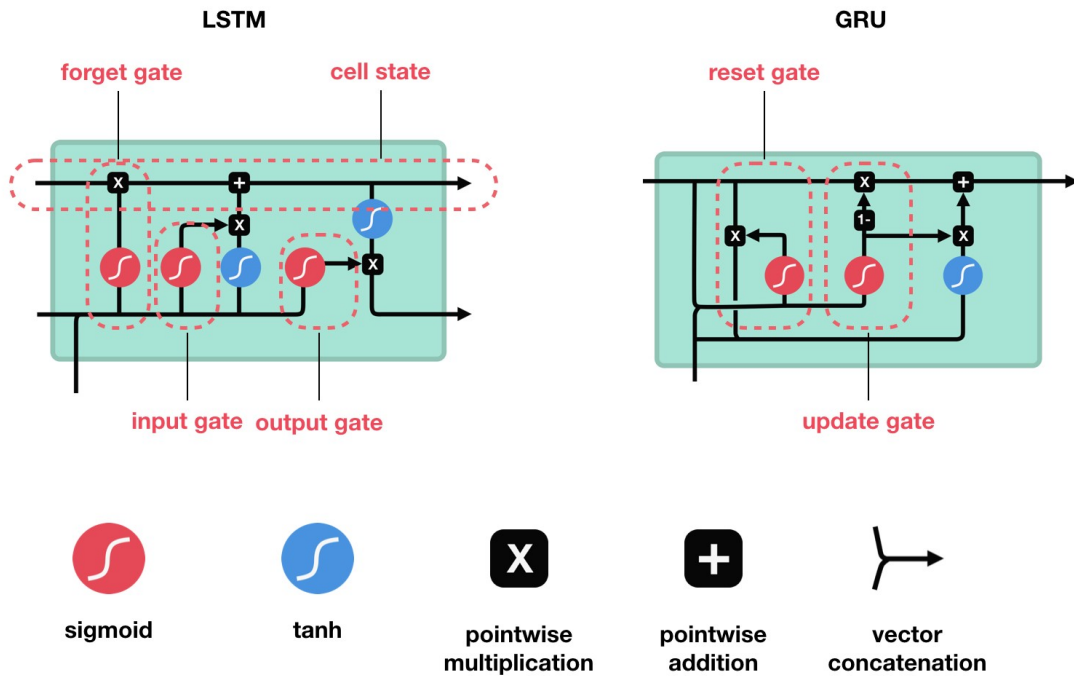 LSTM
GRU
forget gate
cell state
reset gate
X
+
X
X
X
+
1-
X
X
input gate
output gate
update gate
X
+
sigmoid
tanh
pointwise
multiplication
pointwise
addition
vector
concatenation